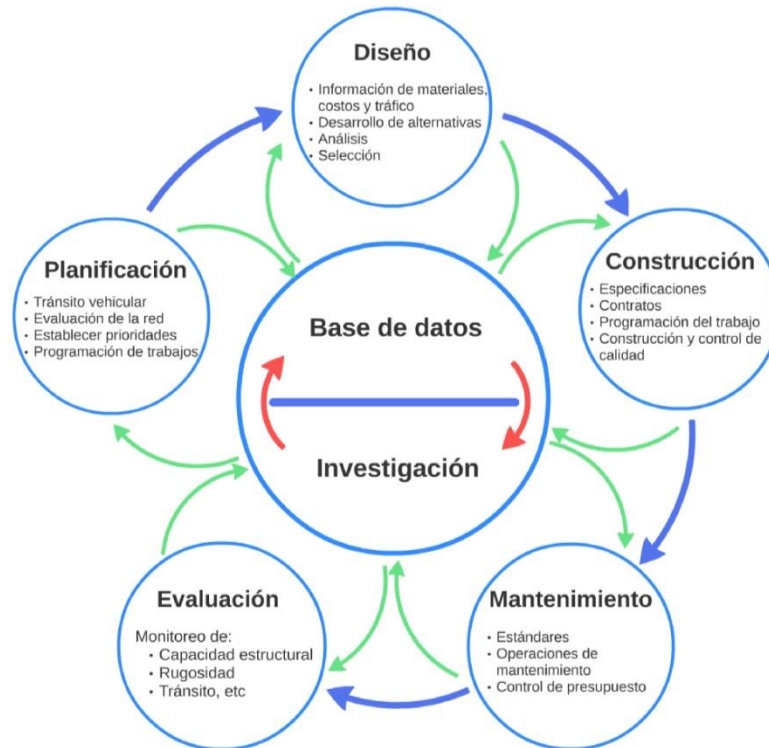 Diseño
• Información de materiales,
costos y tráfico
• Desarrollo de alternativas
• Análisis
• Selección
Planificación
• Tránsito vehicular
• Evaluación de la red
• Establecer prioridades
• Programación de trabajos
Construcción
• Especificaciones
• Contratos
• Programación del trabajo
• Construcción y control de
calidad
Base de datos
Investigación
Evaluación
Monitoreo de:
• Capacidad estructural
• Rugosidad
• Tránsito, etc
Mantenimiento
• Estándares
• Operaciones de
mantenimiento
• Control de presupuesto